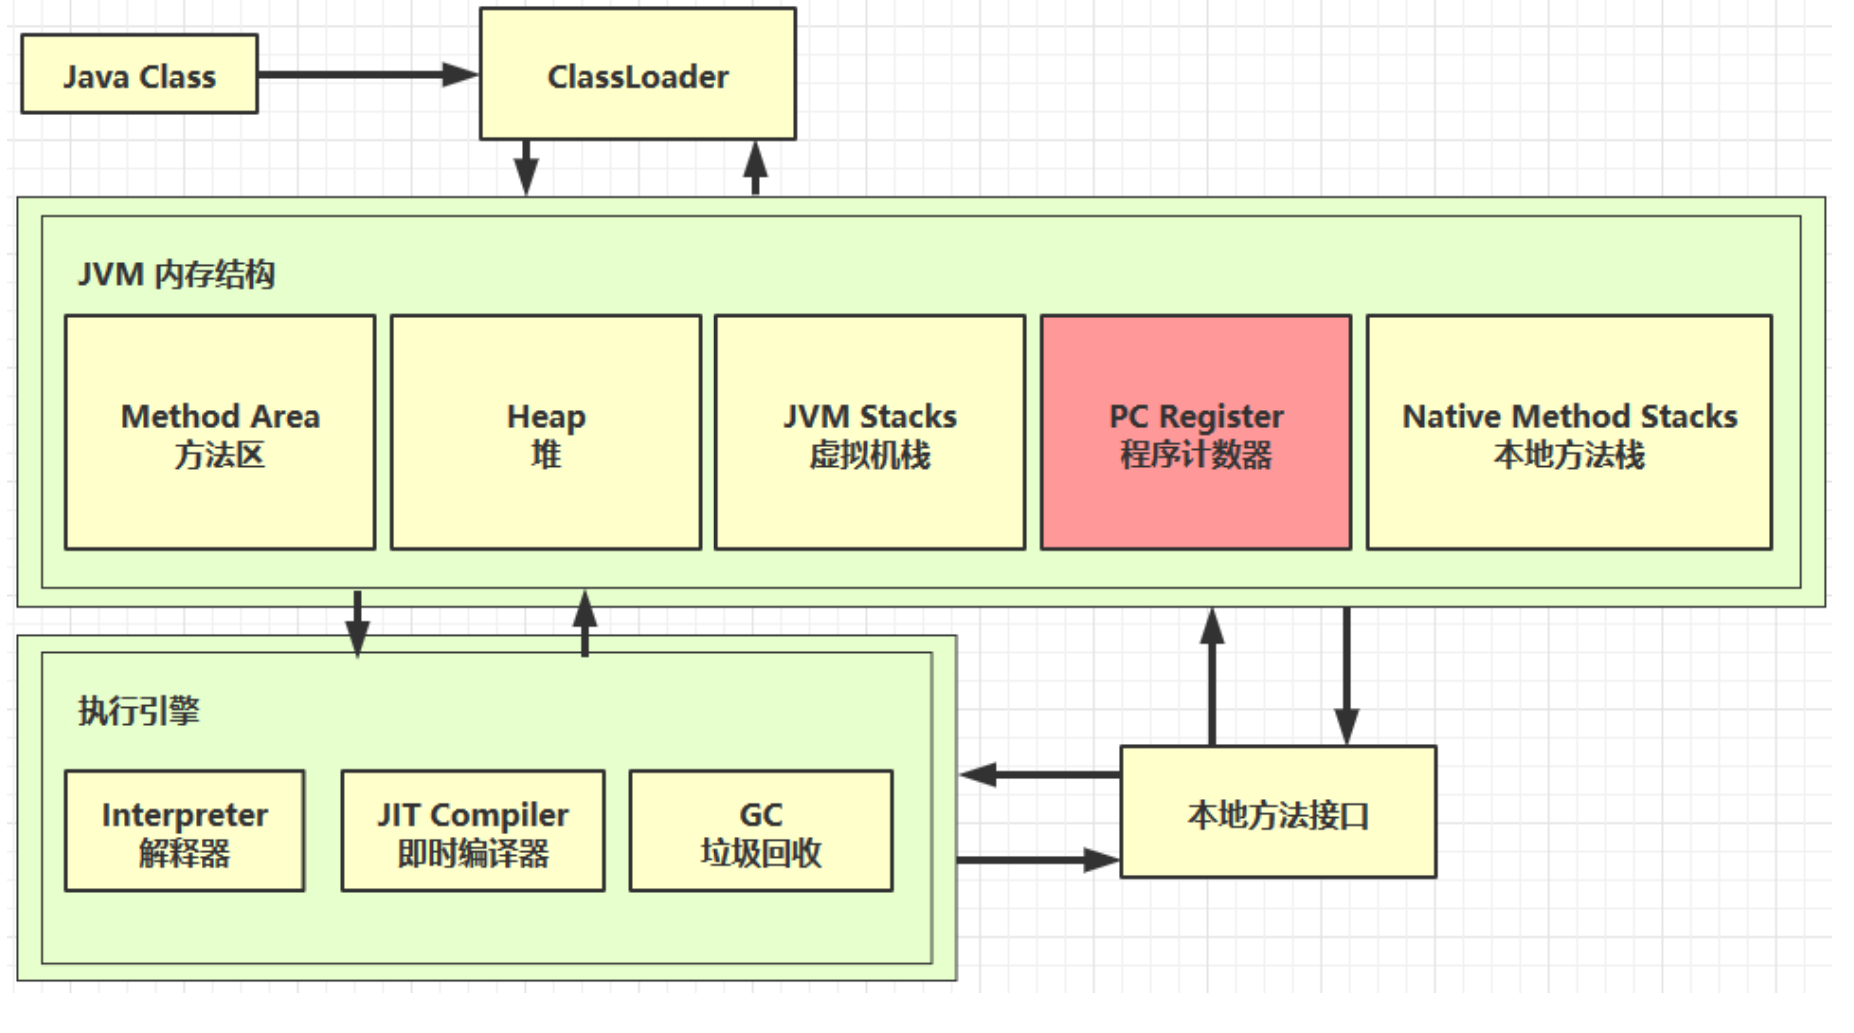 Java Class
ClassLoader
JVM 内存结构
Method Area
方法区
Heap
堆
JVM Stacks
虚拟机栈
PC Register
程序计数器
Native Method Stacks
本地方法栈
执行引擎
Interpreter
解释器
JIT Compiler
即时编译器
GC
垃圾回收
本地方法接口